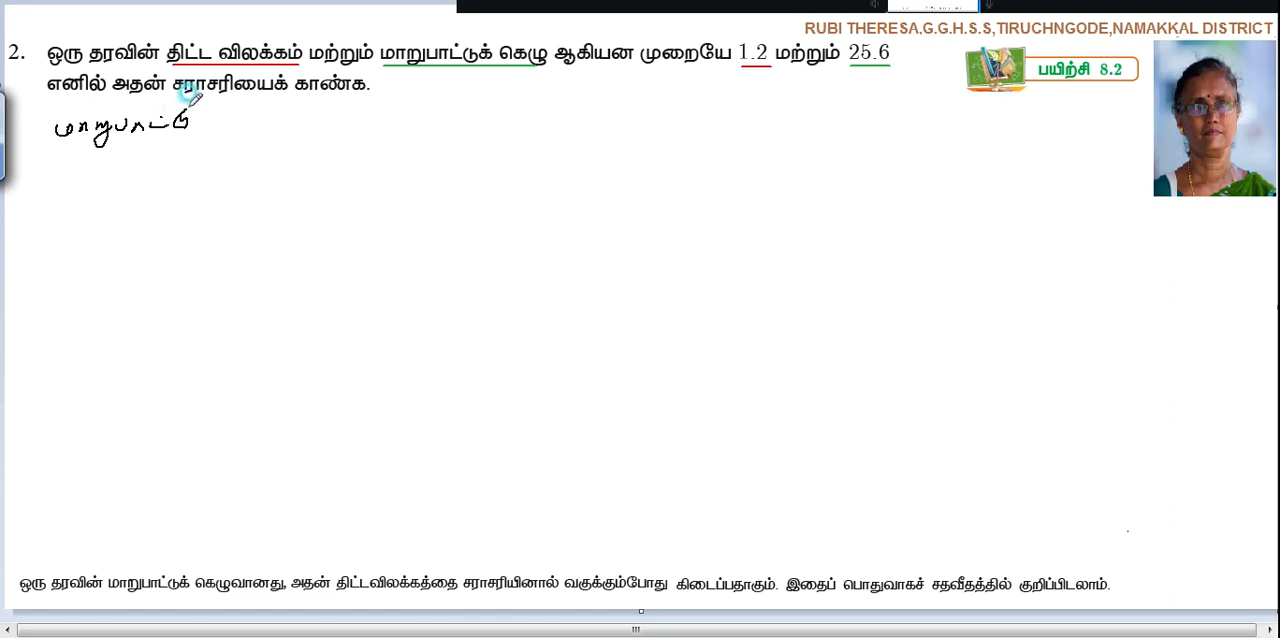 RUBI THERESA,G.G.H.S.S,TIRUCHNGODE,NAMAKKAL DISTRICT
2. ஒரு தரவின் திட்ட விலக்கம் மற்றும் மாறுபாட்டுக் கெழு ஆகியன முறையே 1.2 மற்றும் 25.6
எனில் அதன் சராசரியைக் காண்க.
பயிற்சி 8.2
மாறுபாட்டு
ஒரு தரவின் மாறுபாட்டுக் கெழுவானது, அதன் திட்டவிலக்கத்தை சராசரியினால் வகுக்கும்போது கிடைப்பதாகும். இதைப் பொதுவாகச் சதவீதத்தில் குறிப்பிடலாம்.